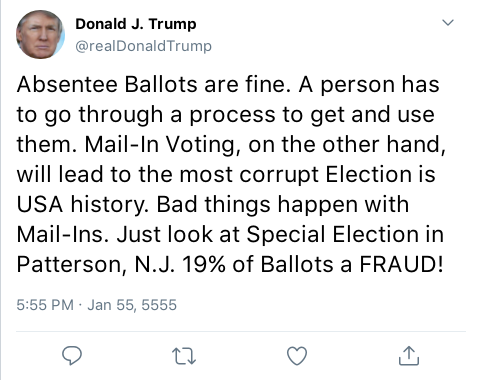 Donald J. Trump
@realDonaldTrump
Absentee Ballots are fine. A person has
to go through a process to get and use
them. Mail-In Voting, on the other hand,
will lead to the most corrupt Election is
USA history. Bad things happen with
Mail-Ins. Just look at Special Election in
Patterson, N.J. 19% of Ballots a FRAUD!
5:55 PM · Jan 55, 5555